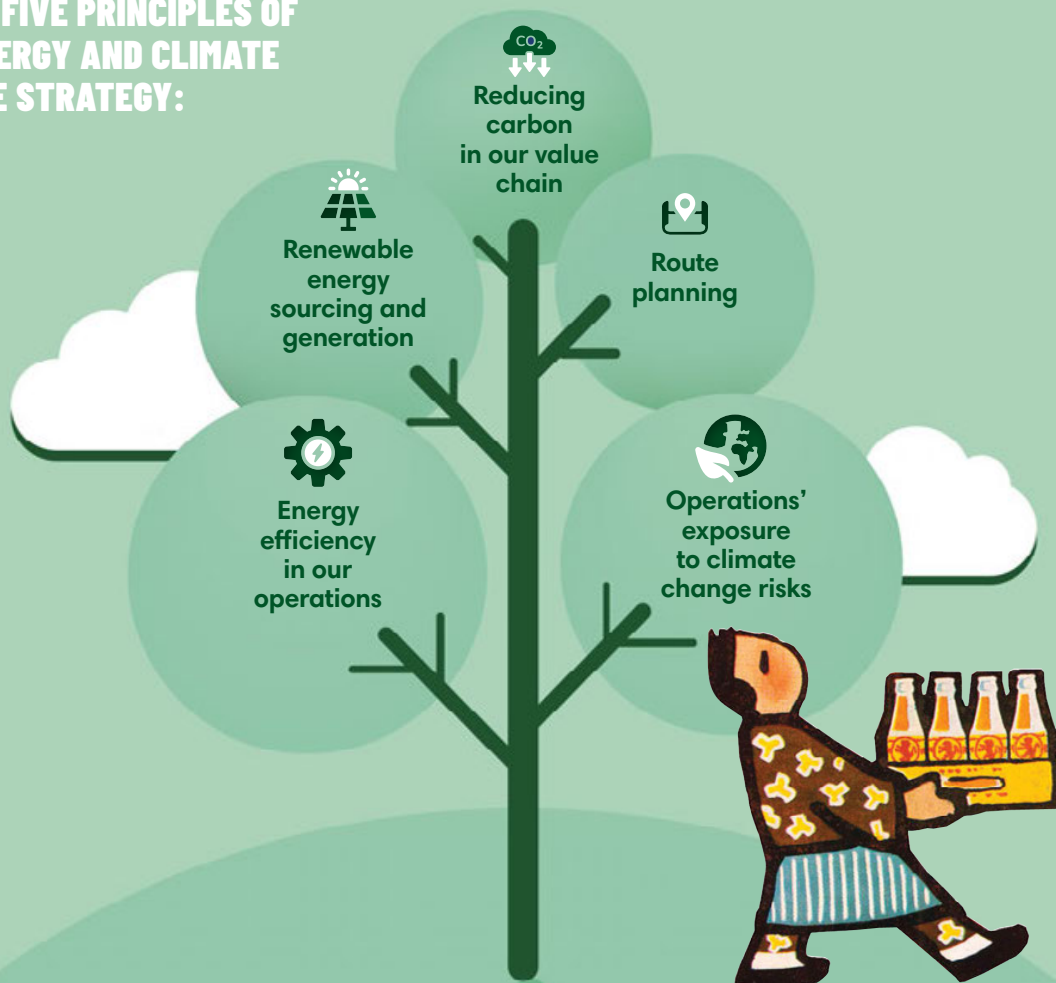 FIVE PRINCIPLES OF
ERGY AND CLIMATE
E STRATEGY:
CO₂
Reducing
carbon
in our value
chain
Renewable
energy
sourcing and
generation
Route
planning
Energy
efficiency
in our
operations
Operations’
exposure
to climate
change risks